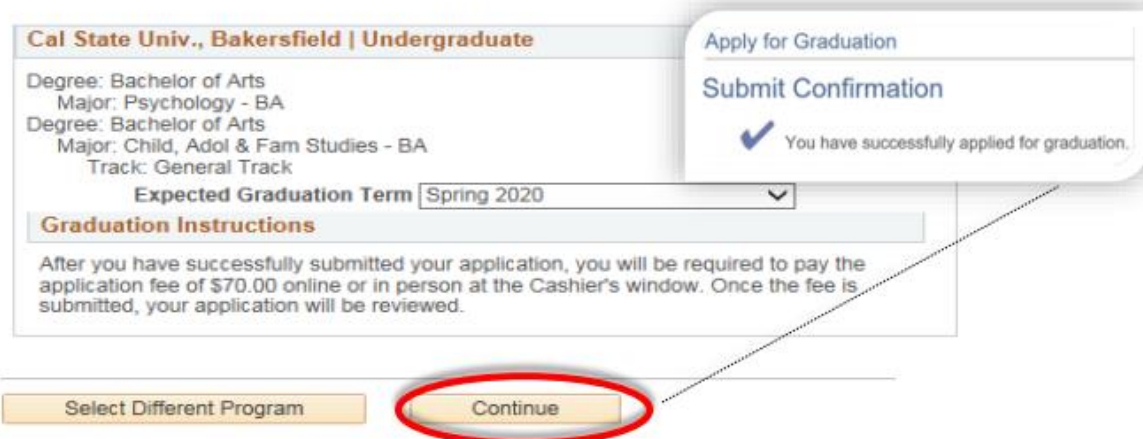 Cal State Univ., Bakersfield | Undergraduate
Degree: Bachelor of Arts
Major: Psychology - BA
Degree: Bachelor of Arts
Major: Child, Adol & Fam Studies - BA
Track: General Track
Expected Graduation Term Spring 2020
Graduation Instructions
After you have successfully submitted your application, you will be required to pay the
application fee of $70.00 online or in person at the Cashier's window. Once the fee is
submitted, your application will be reviewed.
Select Different Program
Continue
Apply for Graduation
Submit Confirmation
You have successfully applied for graduation.